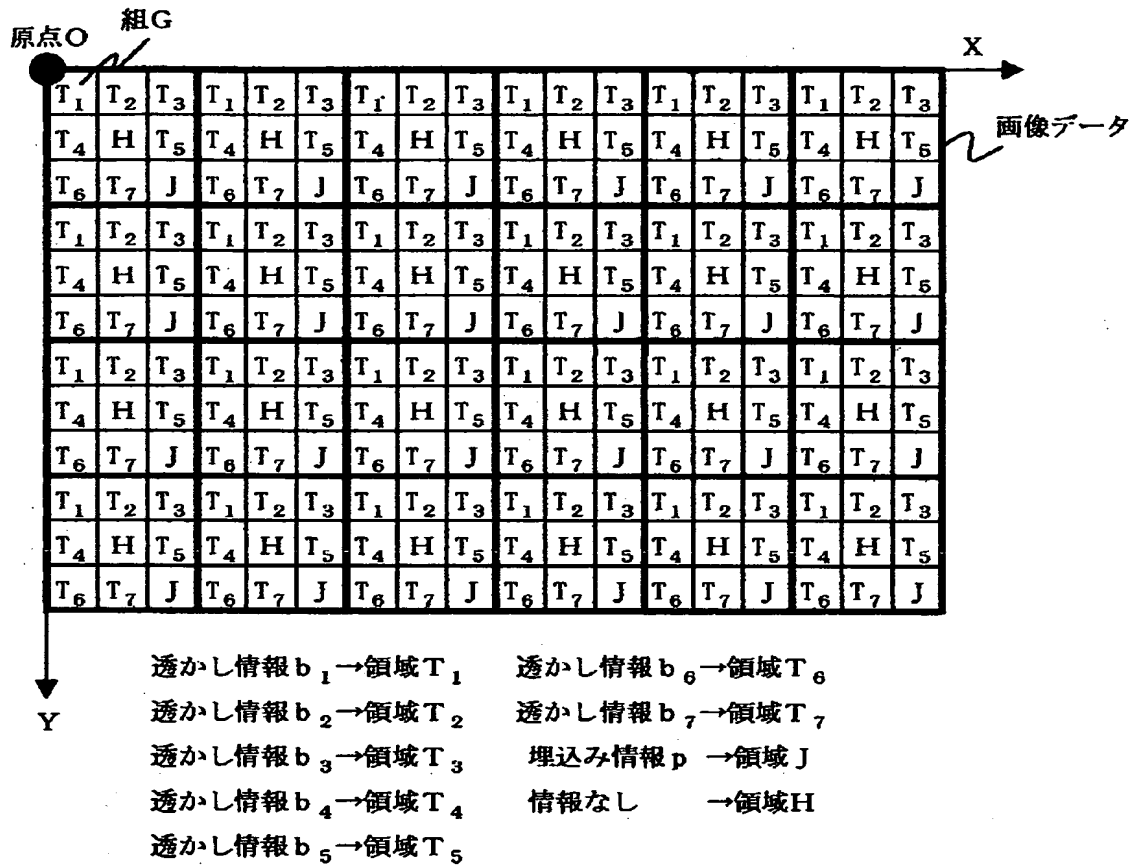 原点O 組G X
T₁ T₂ T₃ T₁ T₂ T₃ T₁ T₂ T₃ T₁ T₂ T₃ T₁ T₂ T₃ T₁ T₂ T₃
T₄ H T₅ T₄ H T₅ T₄ H T₅ T₄ H T₅ T₄ H T₅ T₄ H T₅ 画像データ
T₆ T₇ J T₆ T₇ J T₆ T₇ J T₆ T₇ J T₆ T₇ J T₆ T₇ J
T₁ T₂ T₃ T₁ T₂ T₃ T₁ T₂ T₃ T₁ T₂ T₃ T₁ T₂ T₃ T₁ T₂ T₃
T₄ H T₅ T₄ H T₅ T₄ H T₅ T₄ H T₅ T₄ H T₅ T₄ H T₅
T₆ T₇ J T₆ T₇ J T₆ T₇ J T₆ T₇ J T₆ T₇ J T₆ T₇ J
T₁ T₂ T₃ T₁ T₂ T₃ T₁ T₂ T₃ T₁ T₂ T₃ T₁ T₂ T₃ T₁ T₂ T₃
T₄ H T₅ T₄ H T₅ T₄ H T₅ T₄ H T₅ T₄ H T₅ T₄ H T₅
T₆ T₇ J T₆ T₇ J T₆ T₇ J T₆ T₇ J T₆ T₇ J T₆ T₇ J
T₁ T₂ T₃ T₁ T₂ T₃ T₁ T₂ T₃ T₁ T₂ T₃ T₁ T₂ T₃ T₁ T₂ T₃
T₄ H T₅ T₄ H T₅ T₄ H T₅ T₄ H T₅ T₄ H T₅ T₄ H T₅
T₆ T₇ J T₆ T₇ J T₆ T₇ J T₆ T₇ J T₆ T₇ J T₆ T₇ J
Y
透かし情報b₁→領域T₁
透かし情報b₂→領域T₂
透かし情報b₃→領域T₃
透かし情報b₄→領域T₄
透かし情報b₅→領域T₅
透かし情報b₆→領域T₆
透かし情報b₇→領域T₇
埋込み情報p →領域J
情報なし →領域H